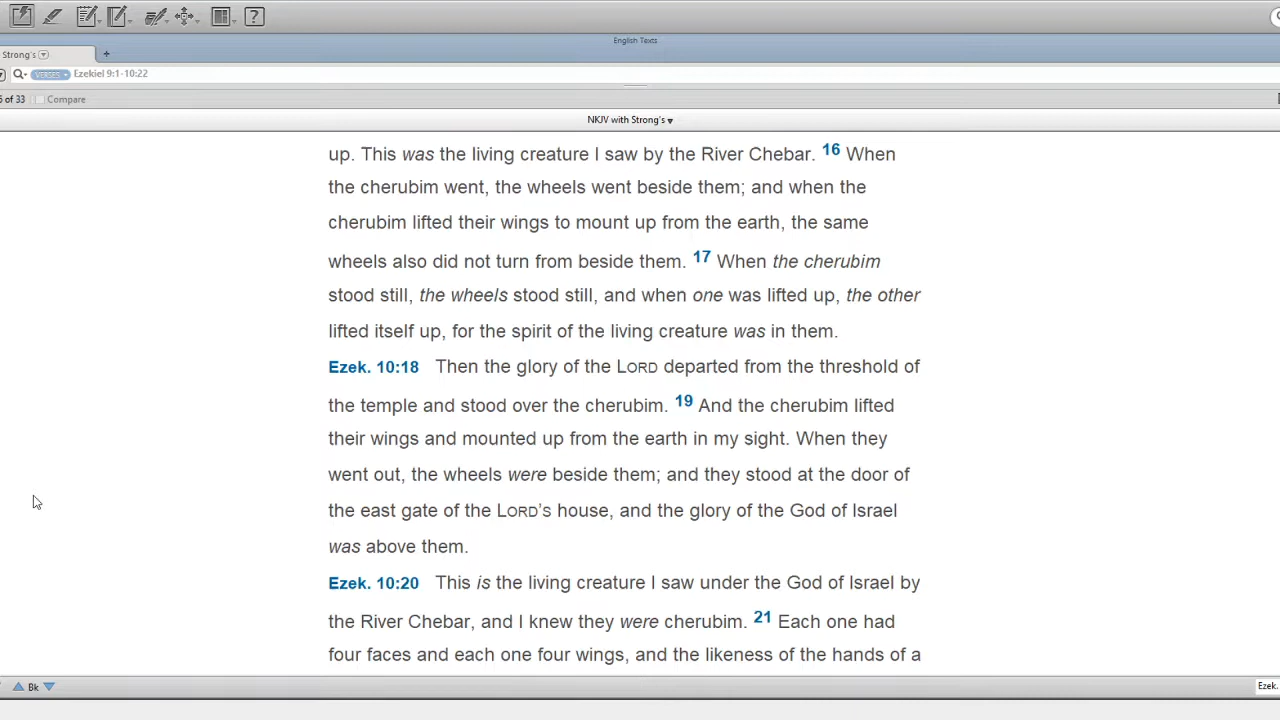 English Texts
Strong's
+
VERSES Ezekiel 9:1-10:22
of 33 Compare
NKJV with Strong's
up. This was the living creature I saw by the River Chebar. 16 When
the cherubim went, the wheels went beside them; and when the
cherubim lifted their wings to mount up from the earth, the same
wheels also did not turn from beside them. 17 When the cherubim
stood still, the wheels stood still, and when one was lifted up, the other
lifted itself up, for the spirit of the living creature was in them.
Ezek. 10:18 Then the glory of the LORD departed from the threshold of
the temple and stood over the cherubim. 19 And the cherubim lifted
their wings and mounted up from the earth in my sight. When they
went out, the wheels were beside them; and they stood at the door of
the east gate of the LORD'S house, and the glory of the God of Israel
was above them.
Ezek. 10:20 This is the living creature I saw under the God of Israel by
the River Chebar, and I knew they were cherubim. 21 Each one had
four faces and each one four wings, and the likeness of the hands of a
Bk
Ezek.